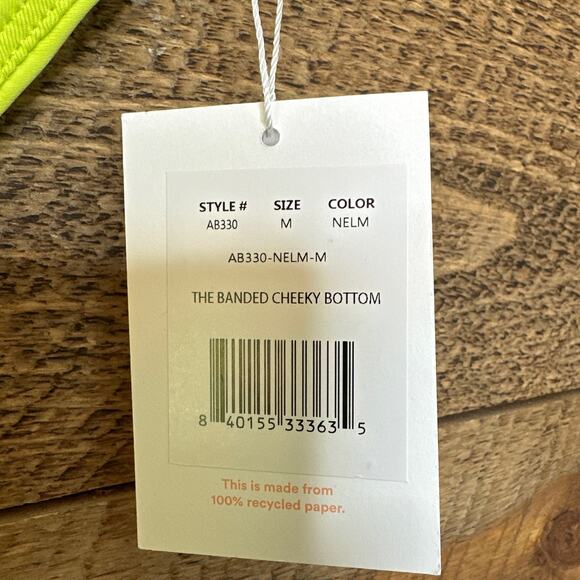 STYLE # SIZE COLOR
AB330 M NELM
AB330-NELM-M
THE BANDED CHEEKY BOTTOM
8 40155 33363 5
This is made from
100% recycled paper.